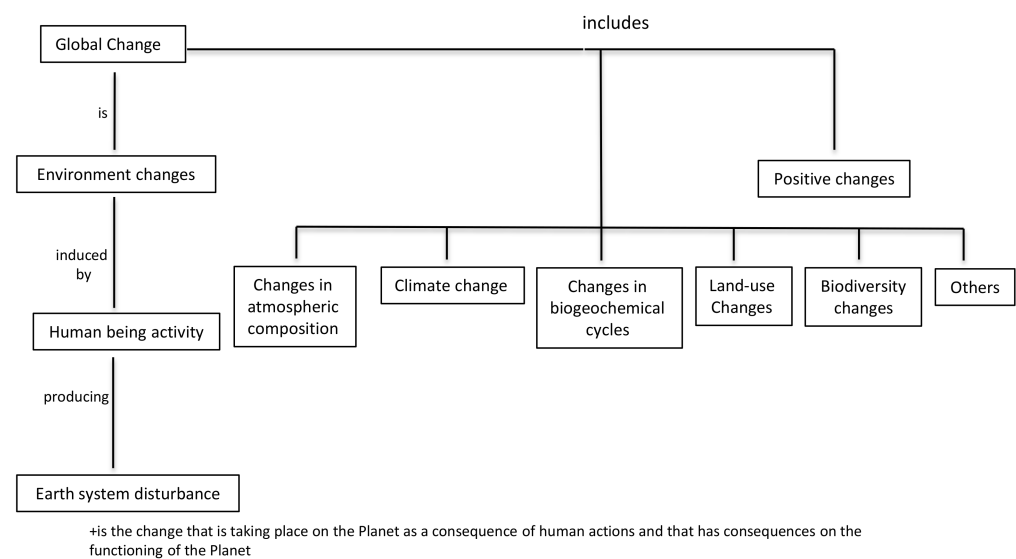 includes
Global Change
is
Environment changes
Positive changes
induced
by
Changes in
atmospheric
composition
Climate change
Changes in
biogeochemical
cycles
Land-use
Changes
Biodiversity
changes
Others
Human being activity
producing
Earth system disturbance
+is the change that is taking place on the Planet as a consequence of human actions and that has consequences on the
functioning of the Planet